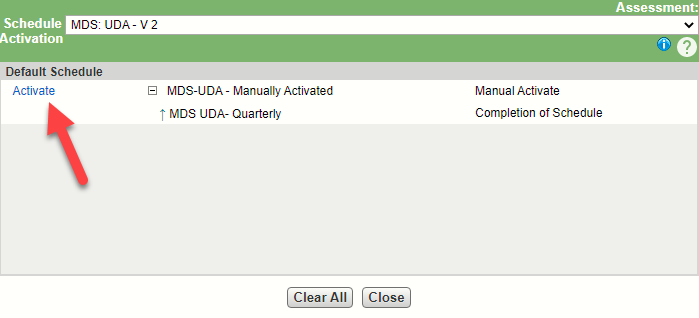 Assessment:
Schedule Activation
MDS: UDA - V 2
Default Schedule
Activate MDS-UDA - Manually Activated Manual Activate
↑ MDS UDA- Quarterly Completion of Schedule
Clear All Close